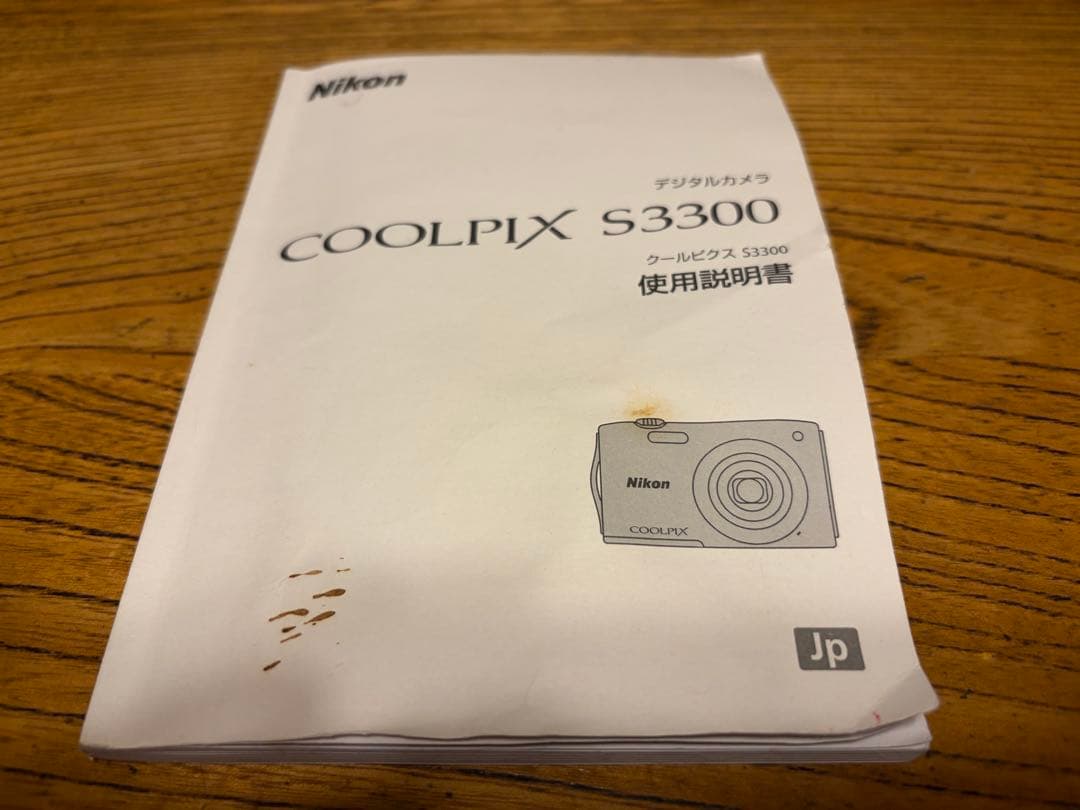 Nikon
デジタルカメラ
COOLPIX S3300
クールピクス S3300
使用説明書
Nikon
COOLPIX
Jp